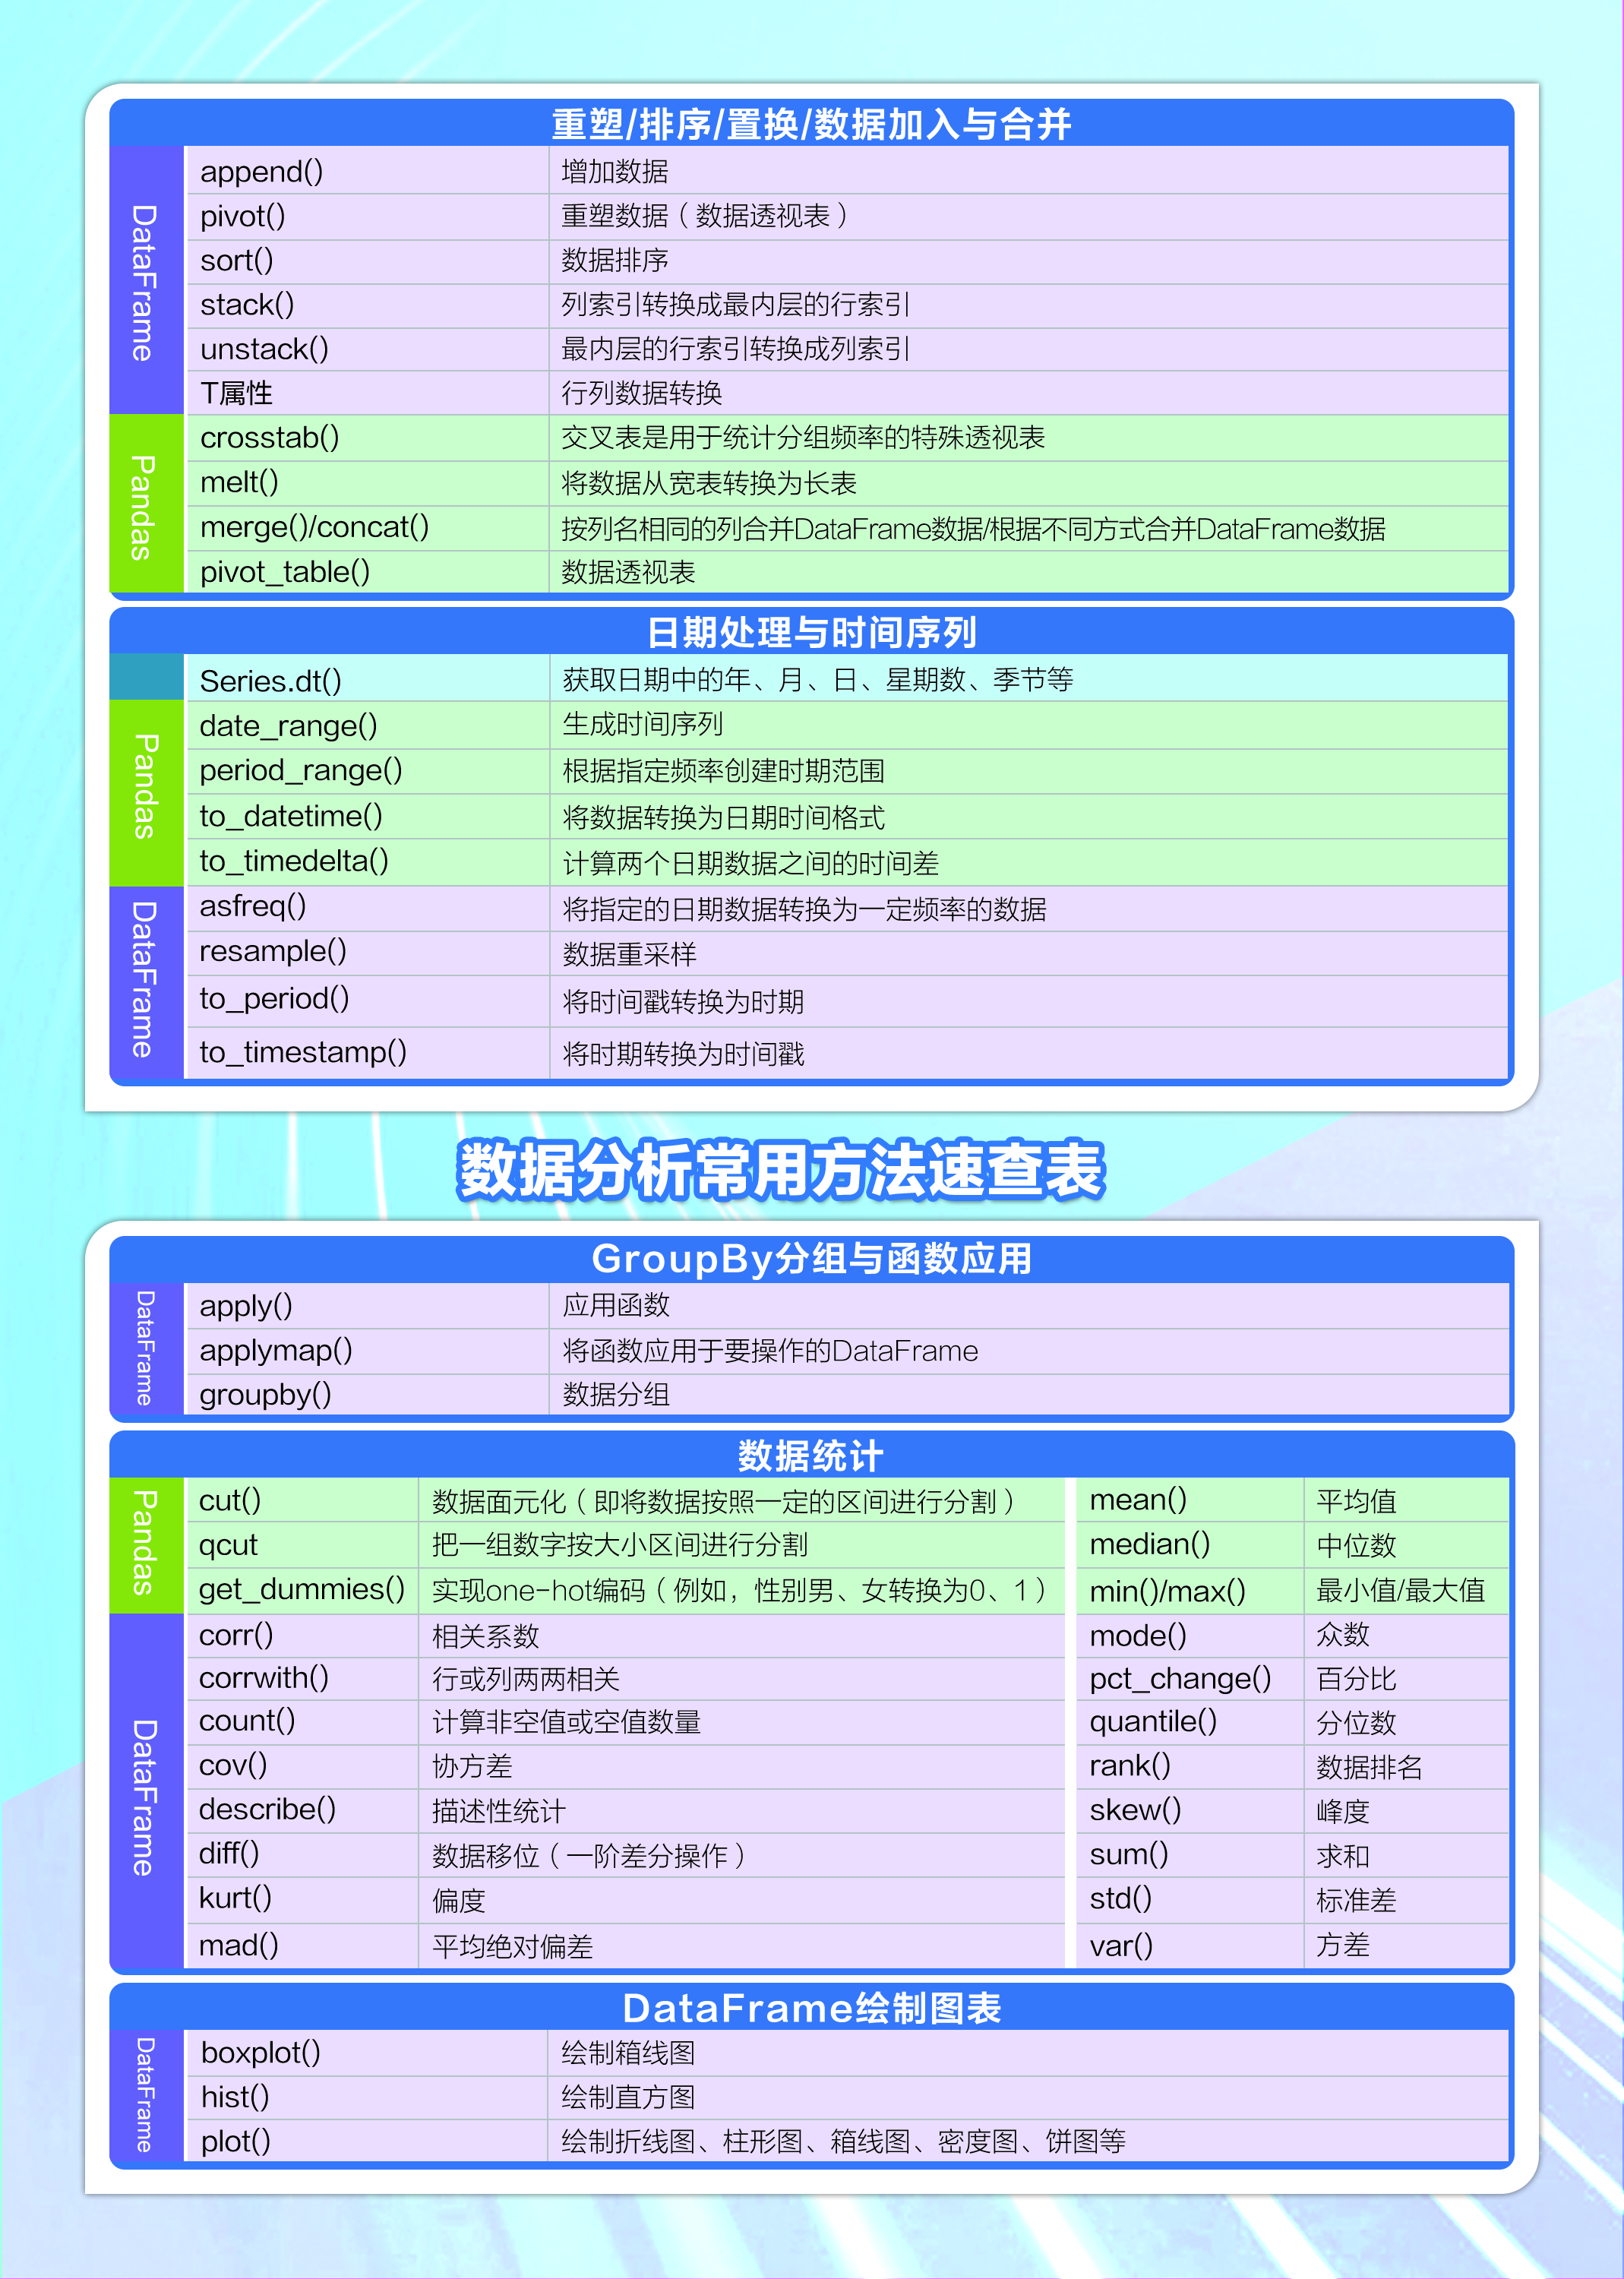 重塑/排序/置换/数据加入与合并
DataFrame
append() 增加数据
pivot() 重塑数据（数据透视表）
sort() 数据排序
stack() 列索引转换成最内层的行索引
unstack() 最内层的行索引转换成列索引
T属性 行列数据转换
Pandas
crosstab() 交叉表是用于统计分组频率的特殊透视表
melt() 将数据从宽表转换为长表
merge()/concat() 按列名相同的列合并DataFrame数据/根据不同方式合并DataFrame数据
pivot_table() 数据透视表
日期处理与时间序列
Series.dt() 获取日期中的年、月、日、星期数、季节等
Pandas
date_range() 生成时间序列
period_range() 根据指定频率创建时期范围
to_datetime() 将数据转换为日期时间格式
to_timedelta() 计算两个日期数据之间的时间差
DataFrame
asfreq() 将指定的日期数据转换为一定频率的数据
resample() 数据重采样
to_period() 将时间戳转换为时期
to_timestamp() 将时期转换为时间戳
数据分析常用方法速查表
GroupBy分组与函数应用
DataFrame
apply() 应用函数
applymap() 将函数应用于要操作的DataFrame
groupby() 数据分组
数据统计
Pandas
cut() 数据面元化（即将数据按照一定的区间进行分割） mean() 平均值
qcut 把一组数字按大小区间进行分割 median() 中位数
get_dummies() 实现one-hot编码（例如，性别男、女转换为0、1） min()/max() 最小值/最大值
DataFrame
corr() 相关系数 mode() 众数
corrwith() 行或列两两相关 pct_change() 百分比
count() 计算非空值或空值数量 quantile() 分位数
cov() 协方差 rank() 数据排名
describe() 描述性统计 skew() 峰度
diff() 数据移位（一阶差分操作） sum() 求和
kurt() 偏度 std() 标准差
mad() 平均绝对偏差 var() 方差
DataFrame绘制图表
DataFrame
boxplot() 绘制箱线图
hist() 绘制直方图
plot() 绘制折线图、柱形图、箱线图、密度图、饼图等